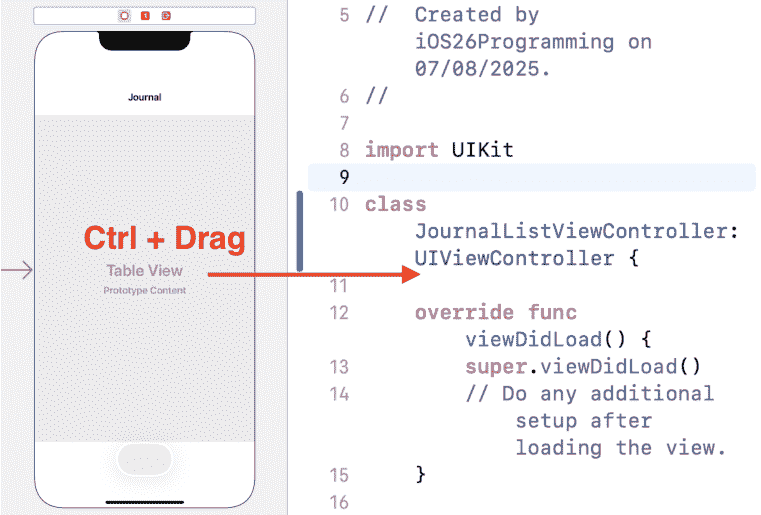 Journal
Ctrl + Drag
Table View
Prototype Content
5 //  Created by
iOS26Programming on
07/08/2025.
6 //
7
8 import UIKit
9
10 class
JournalListViewController:
UIViewController {
11
12 override func
viewDidLoad() {
13 super.viewDidLoad()
14 // Do any additional
setup after
loading the view.
15 }
16